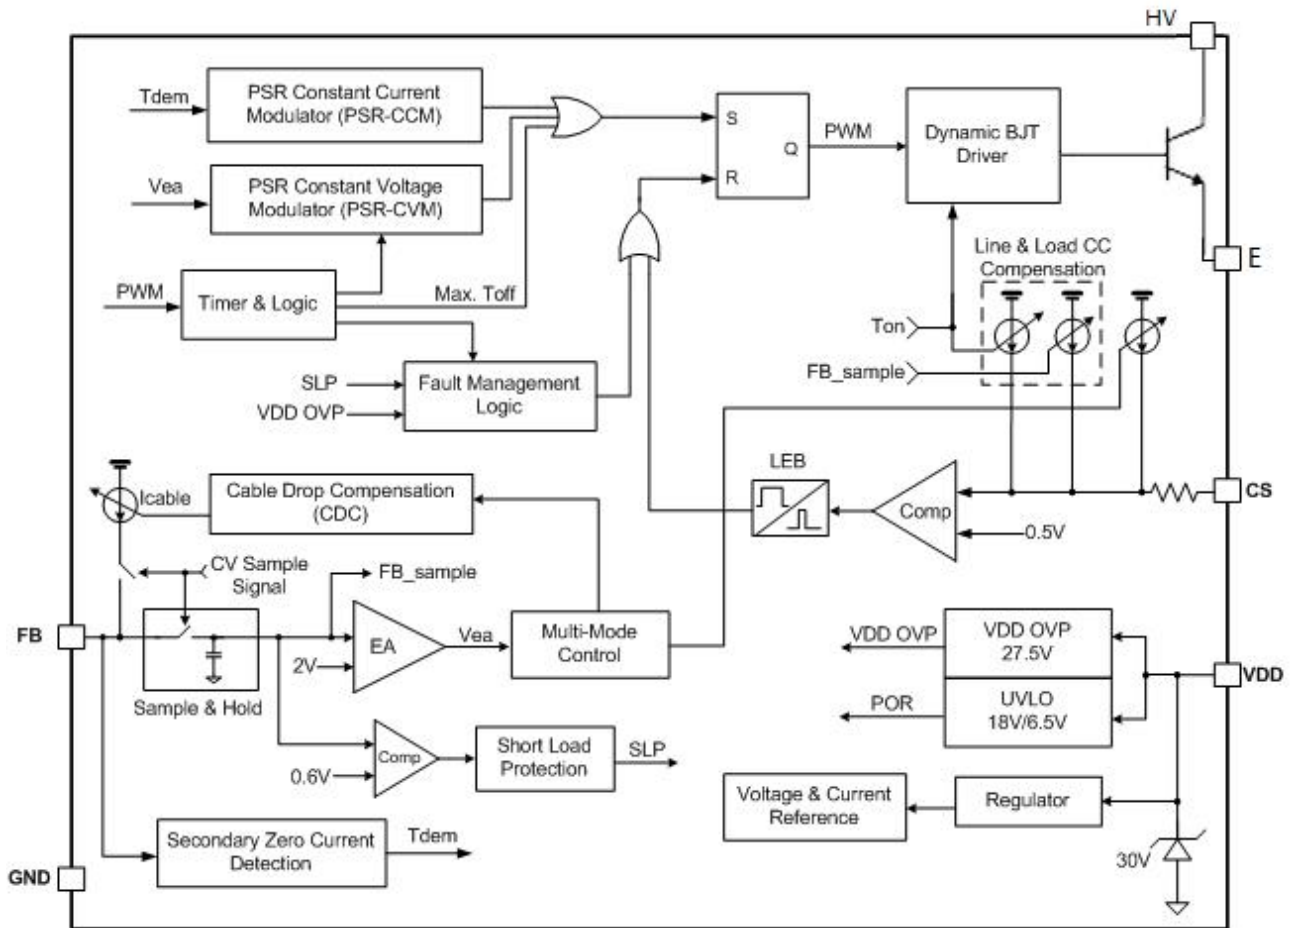 HV
Tdem
PSR Constant Current
Modulator (PSR-CCM)
S
Q
R
PWM
Dynamic BJT
Driver
Vea
PSR Constant Voltage
Modulator (PSR-CVM)
E
Line & Load CC
Compensation
PWM
Timer & Logic
Max. Toff
Ton
FB_sample
SLP
VDD OVP
Fault Management
Logic
LEB
Icable
Cable Drop Compensation
(CDC)
Comp
CS
0.5V
CV Sample
Signal
FB_sample
FB
EA
2V
Vea
Multi-Mode
Control
Sample & Hold
VDD OVP
VDD OVP
27.5V
VDD
POR
UVLO
18V/6.5V
Comp
0.6V
Short Load
Protection
SLP
Voltage & Current
Reference
Regulator
Secondary Zero Current
Detection
Tdem
30V
GND